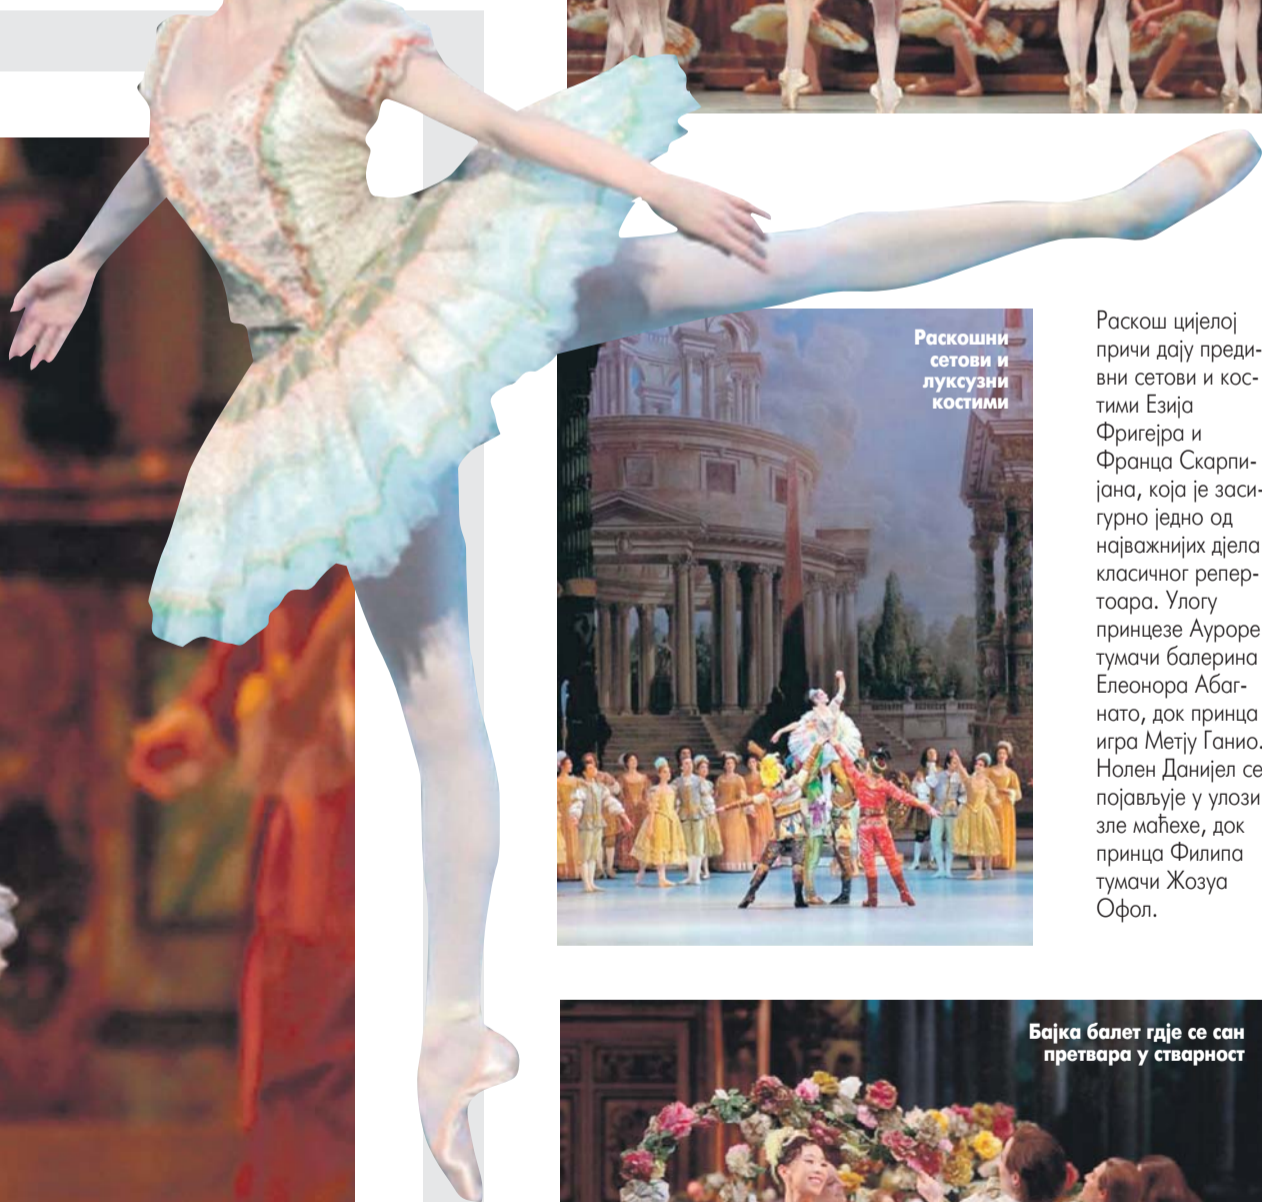 Раскошни
сетови и
луксузни
костими
Раскош цијелој
причи дају преди-
вни сетови и кос-
тими Езија
Фригејра и
Франца Скарпи-
јана, која је заси-
гурно једно од
најважнијих дјела
класичног репер-
тоара. Улогу
принцезе Ауроре
тумачи балерина
Елеонора Абаг-
нато, док принца
игра Метју Ганио.
Нолен Данијел се
појављује у улози
зле маћехе, док
принца Филипа
тумачи Жозуа
Офол.
Бајка балет гдје се сан
претвара у стварност